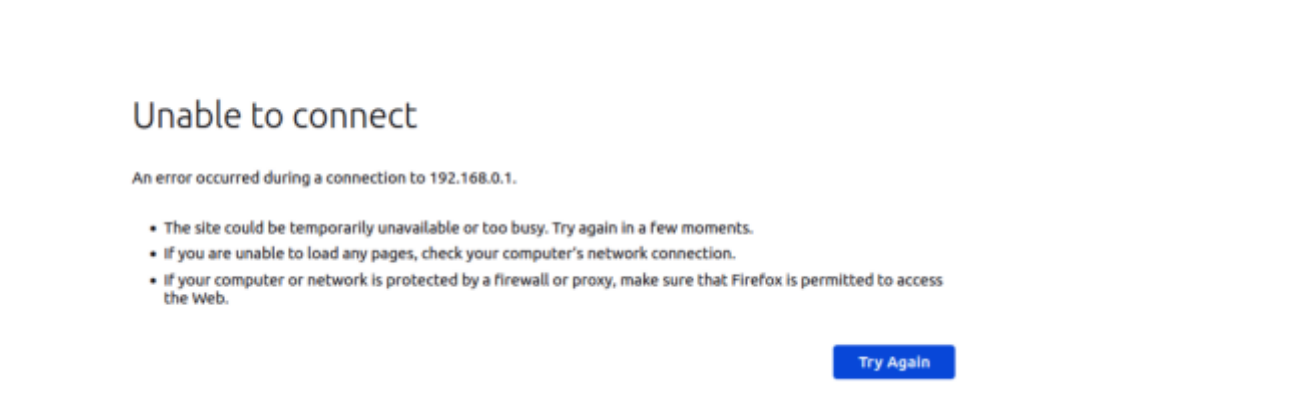 Unable to connect
An error occurred during a connection to 192.168.0.1.
• The site could be temporarily unavailable or too busy. Try again in a few moments.
• If you are unable to load any pages, check your computer's network connection.
• If your computer or network is protected by a firewall or proxy, make sure that Firefox is permitted to access
the Web.
Try Again